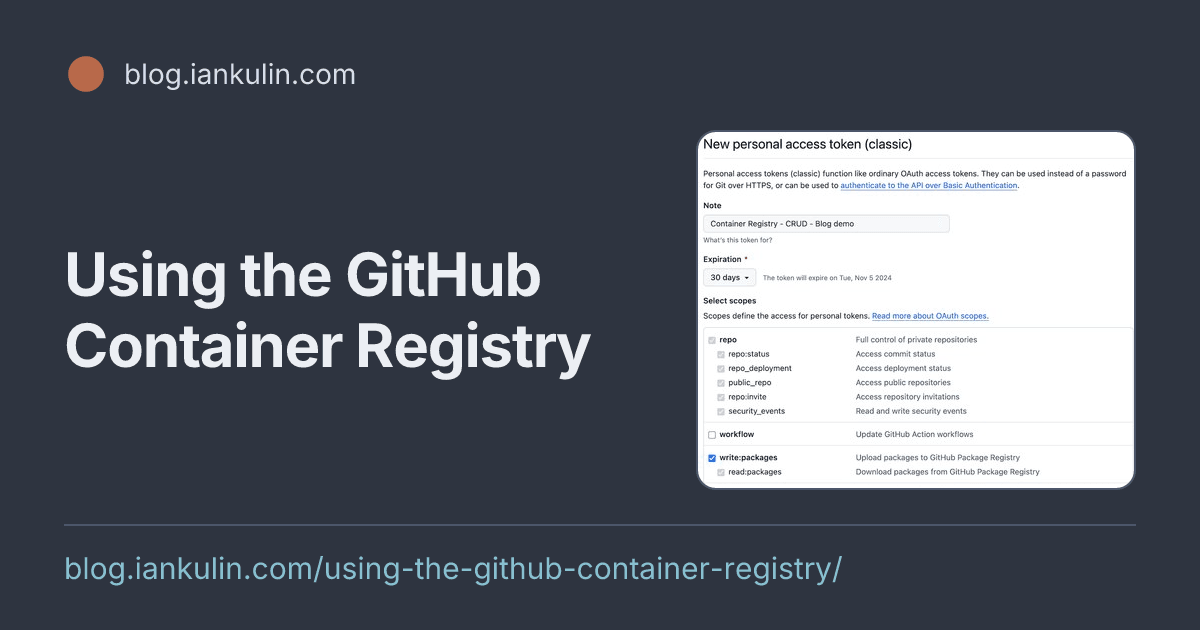 blog.iankulin.com
Using the GitHub
Container Registry
New personal access token (classic)
Personal access tokens (classic) function like ordinary OAuth access tokens. They can be used instead of a password
for Git over HTTPS, or can be used to authenticate to the API over Basic Authentication.
Note
Container Registry - CRUD - Blog demo
What's this token for?
Expiration *
30 days The token will expire on Tue, Nov 5 2024
Select scopes
Scopes define the access for personal tokens. Read more about OAuth scopes.
repo Full control of private repositories
repo:status Access commit status
repo_deployment Access deployment status
public_repo Access public repositories
repo:invite Access repository invitations
security_events Read and write security events
workflow Update GitHub Action workflows
write:packages Upload packages to GitHub Package Registry
read:packages Download packages from GitHub Package Registry
blog.iankulin.com/using-the-github-container-registry/